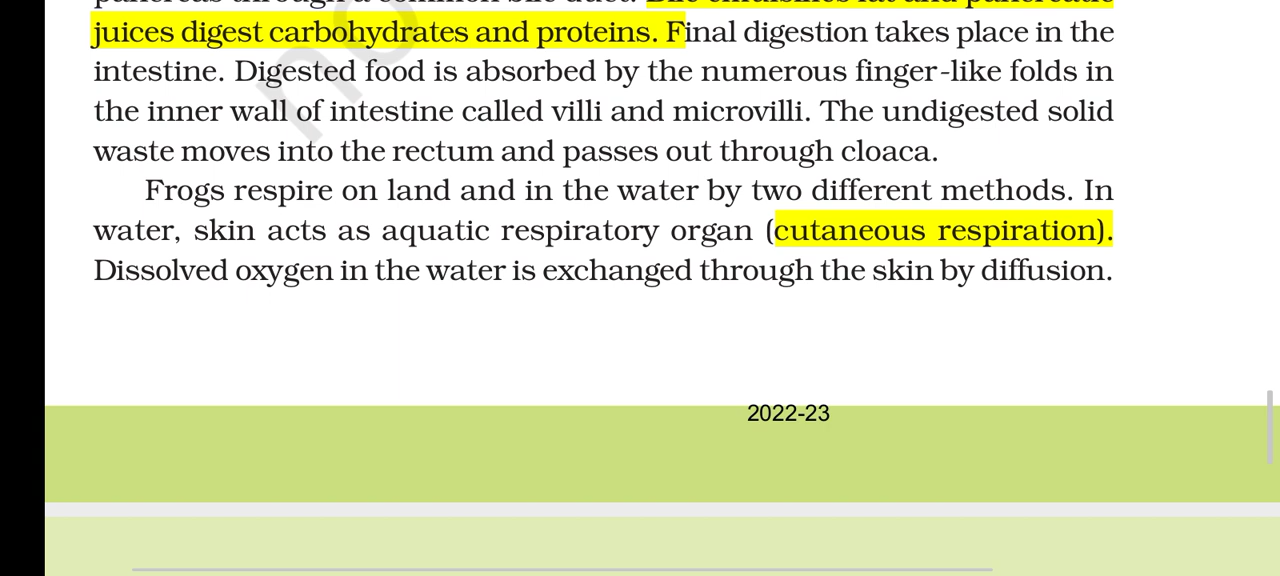 juices digest carbohydrates and proteins. Final digestion takes place in the
intestine. Digested food is absorbed by the numerous finger-like folds in
the inner wall of intestine called villi and microvilli. The undigested solid
waste moves into the rectum and passes out through cloaca.
Frogs respire on land and in the water by two different methods. In
water, skin acts as aquatic respiratory organ (cutaneous respiration).
Dissolved oxygen in the water is exchanged through the skin by diffusion.
2022-23